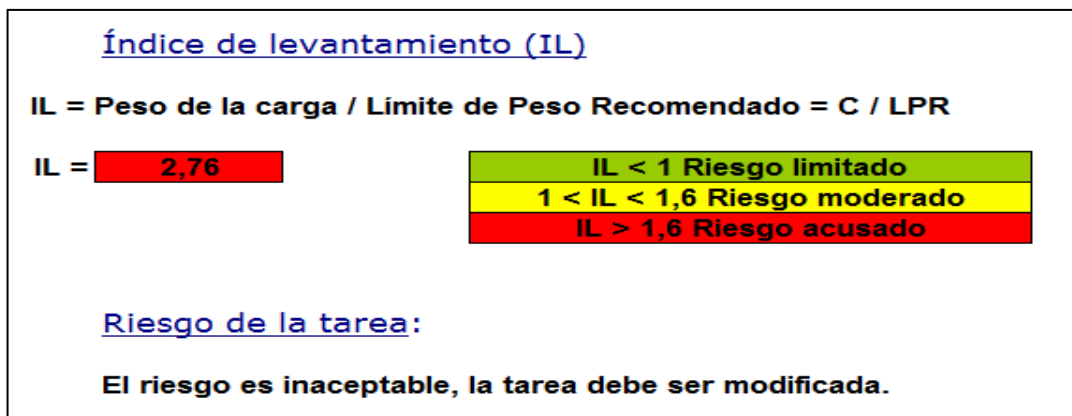 Índice de levantamiento (IL)
IL = Peso de la carga / Límite de Peso Recomendado = C / LPR
IL = 2,76
IL < 1 Riesgo limitado
1 < IL < 1,6 Riesgo moderado
IL > 1,6 Riesgo acusado
Riesgo de la tarea:
El riesgo es inaceptable, la tarea debe ser modificada.